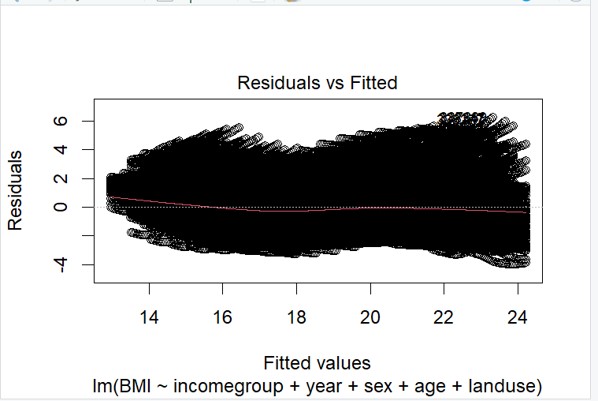 Residuals vs Fitted
Residuals
6
4
2
0
-4
14 16 18 20 22 24
Fitted values
lm(BMI ~ incomegroup + year + sex + age + landuse)